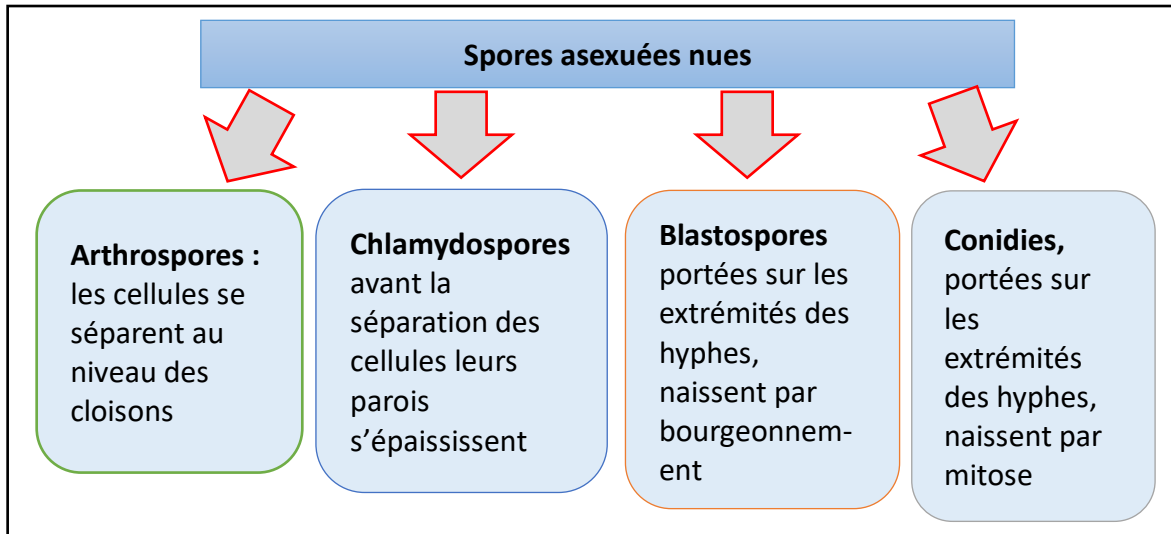 Spores asexuées nues
Arthrospores :
les cellules se
séparent au
niveau des
cloisons
Chlamydospores
avant la
séparation des
cellules leurs
parois
s’épaississent
Blastospores
portées sur les
extrémités des
hyphes,
naissent par
bourgeonnem-
ent
Conidies,
portées sur
les
extrémités
des hyphes,
naissent par
mitose